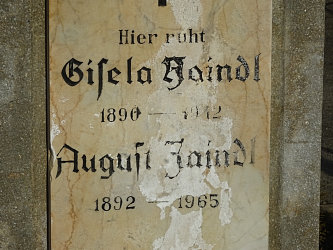 Hier ruht
Gisela Jaindl
1890 — 1942
August Jaindl
1892 — 1965